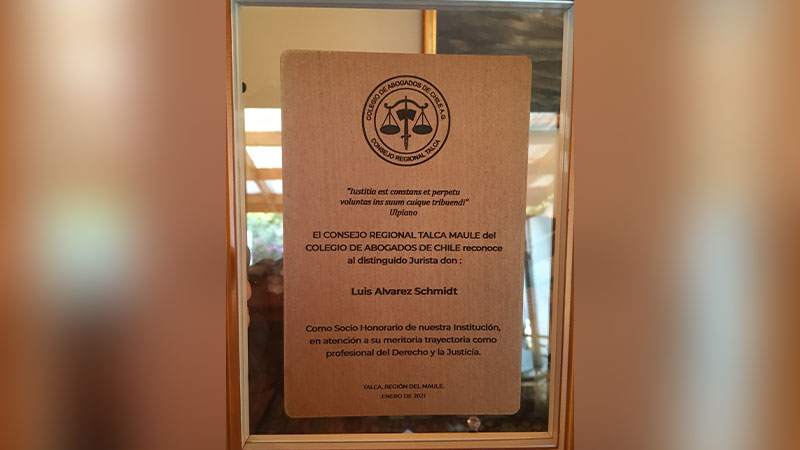 COLEGIO DE ABOGADOS DE CHILE A.G
CONSEJO REGIONAL TALCA
"Iustitia est constans et perpetu
voluntas ins suum cuique tribuendi"
Ulpiano
El CONSEJO REGIONAL TALCA MAULE del
COLEGIO DE ABOGADOS DE CHILE reconoce
al distinguido Jurista don :
Luis Alvarez Schmidt
Como Socio Honorario de nuestra Institución,
en atención a su meritoria trayectoria como
profesional del Derecho y la Justicia.
TALCA, REGIÓN DEL MAULE,
ENERO DE 2021